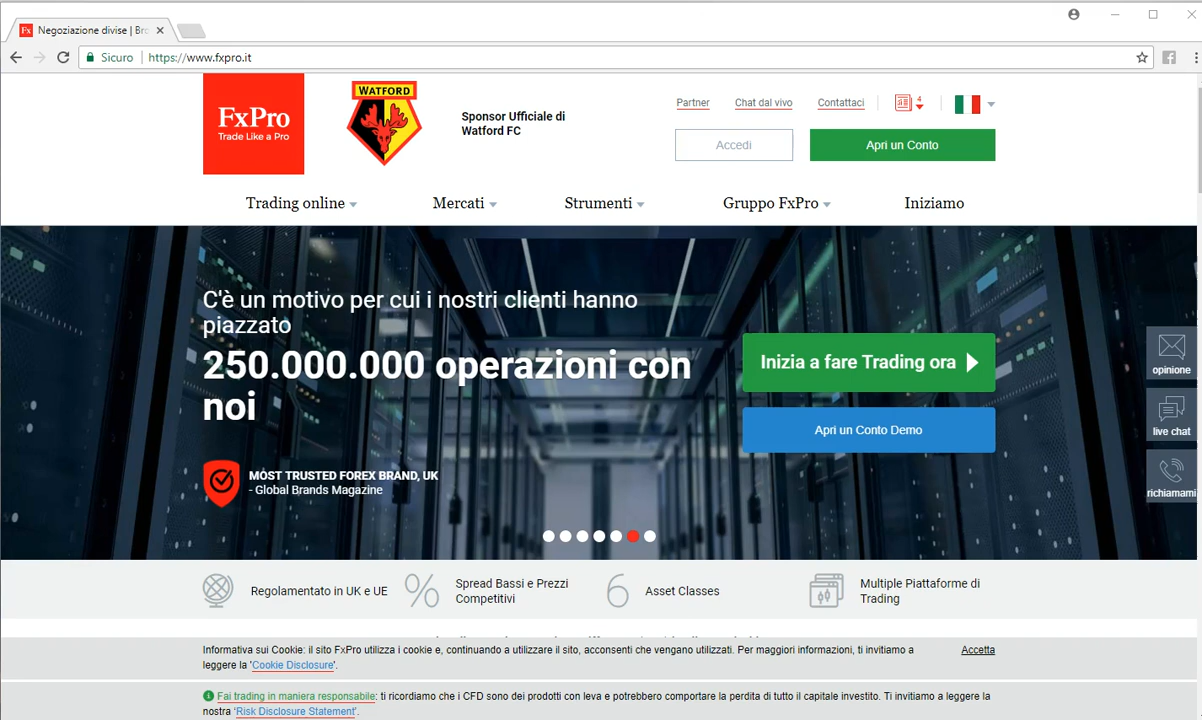 Negoziazione divise | Bro
Sicuro
https://www.fxpro.it
FxPro
Trade Like a Pro
WATFORD
Sponsor Ufficiale di
Watford FC
Partner
Chat dal vivo
Contattaci
4
Accedi
Apri un Conto
Trading online
Mercati
Strumenti
Gruppo FxPro
Iniziamo
C'è un motivo per cui i nostri clienti hanno
piazzato
250.000.000 operazioni con
noi
Inizia a fare Trading ora
Apri un Conto Demo
MOST TRUSTED FOREX BRAND, UK
- Global Brands Magazine
opinione
live chat
richiamami
Regolamentato in UK e UE
%
Spread Bassi e Prezzi
Competitivi
6
Asset Classes
Multiple Piattaforme di
Trading
Informativa sui Cookie: il sito FxPro utilizza i cookie e, continuando a utilizzare il sito, acconsenti che vengano utilizzati. Per maggiori informazioni, ti invitiamo a
leggere la 'Cookie Disclosure'.
Accetta
Fai trading in maniera responsabile: ti ricordiamo che i CFD sono dei prodotti con leva e potrebbero comportare la perdita di tutto il capitale investito. Ti invitiamo a leggere la
nostra 'Risk Disclosure Statement'.